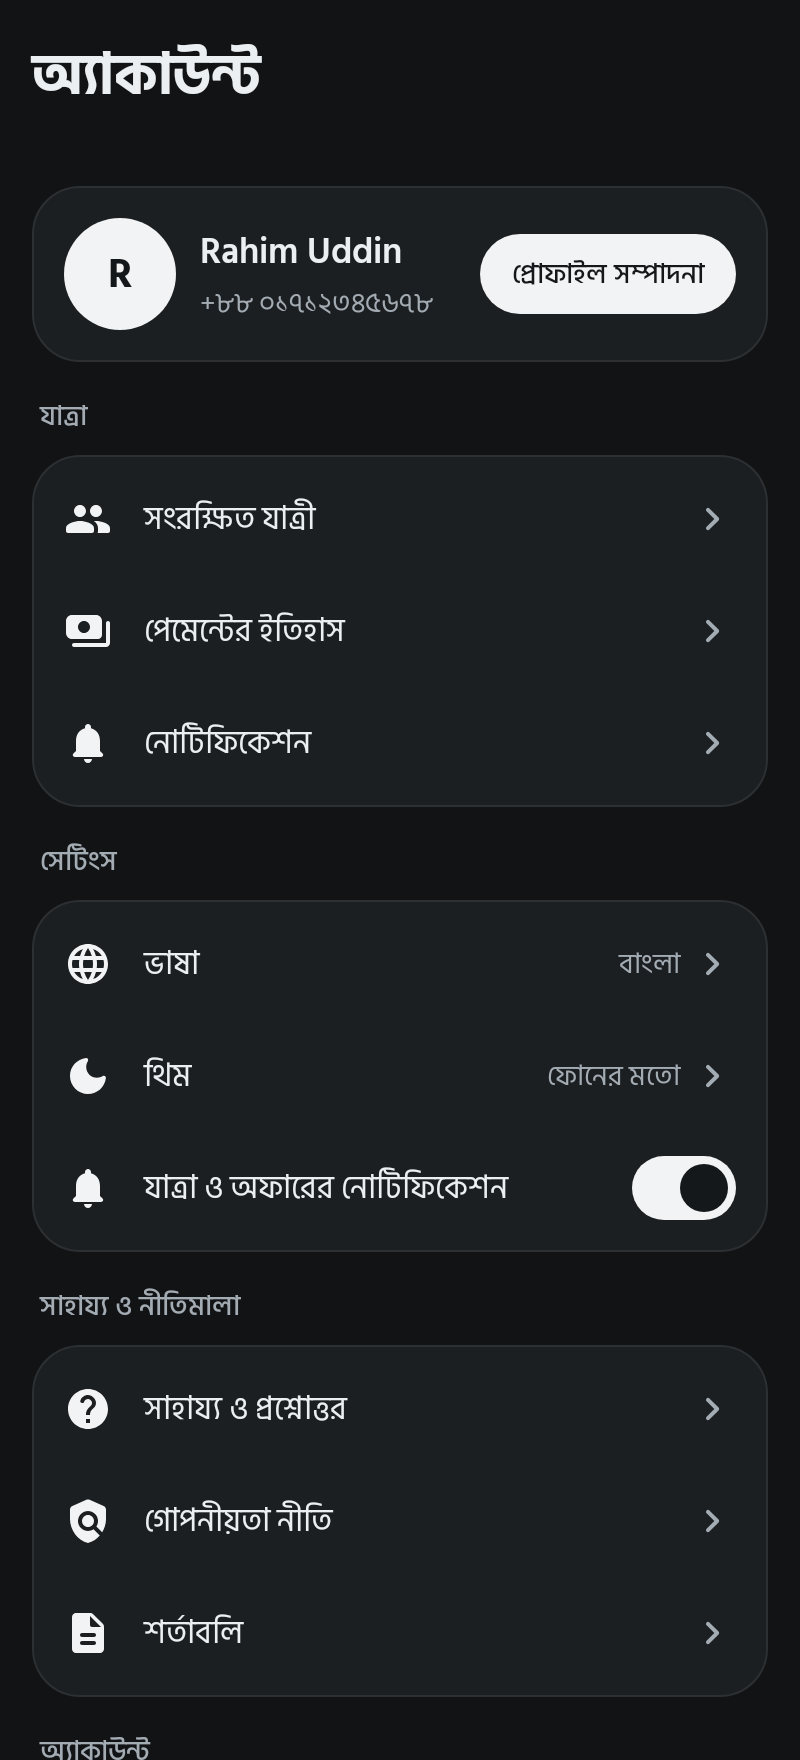 অ্যাকাউন্ট
R
Rahim Uddin
+৮৮ ০১৭১২৩৪৫৬৭৮
প্রোফাইল সম্পাদনা
যাত্রা
সংরক্ষিত যাত্রী
পেমেন্টের ইতিহাস
নোটিফিকেশন
সেটিংস
ভাষা বাংলা
থিম ফোনের মতো
যাত্রা ও অফারের নোটিফিকেশন
সাহায্য ও নীতিমালা
সাহায্য ও প্রশ্নোত্তর
গোপনীয়তা নীতি
শর্তাবলি
অ্যাকাউন্ট